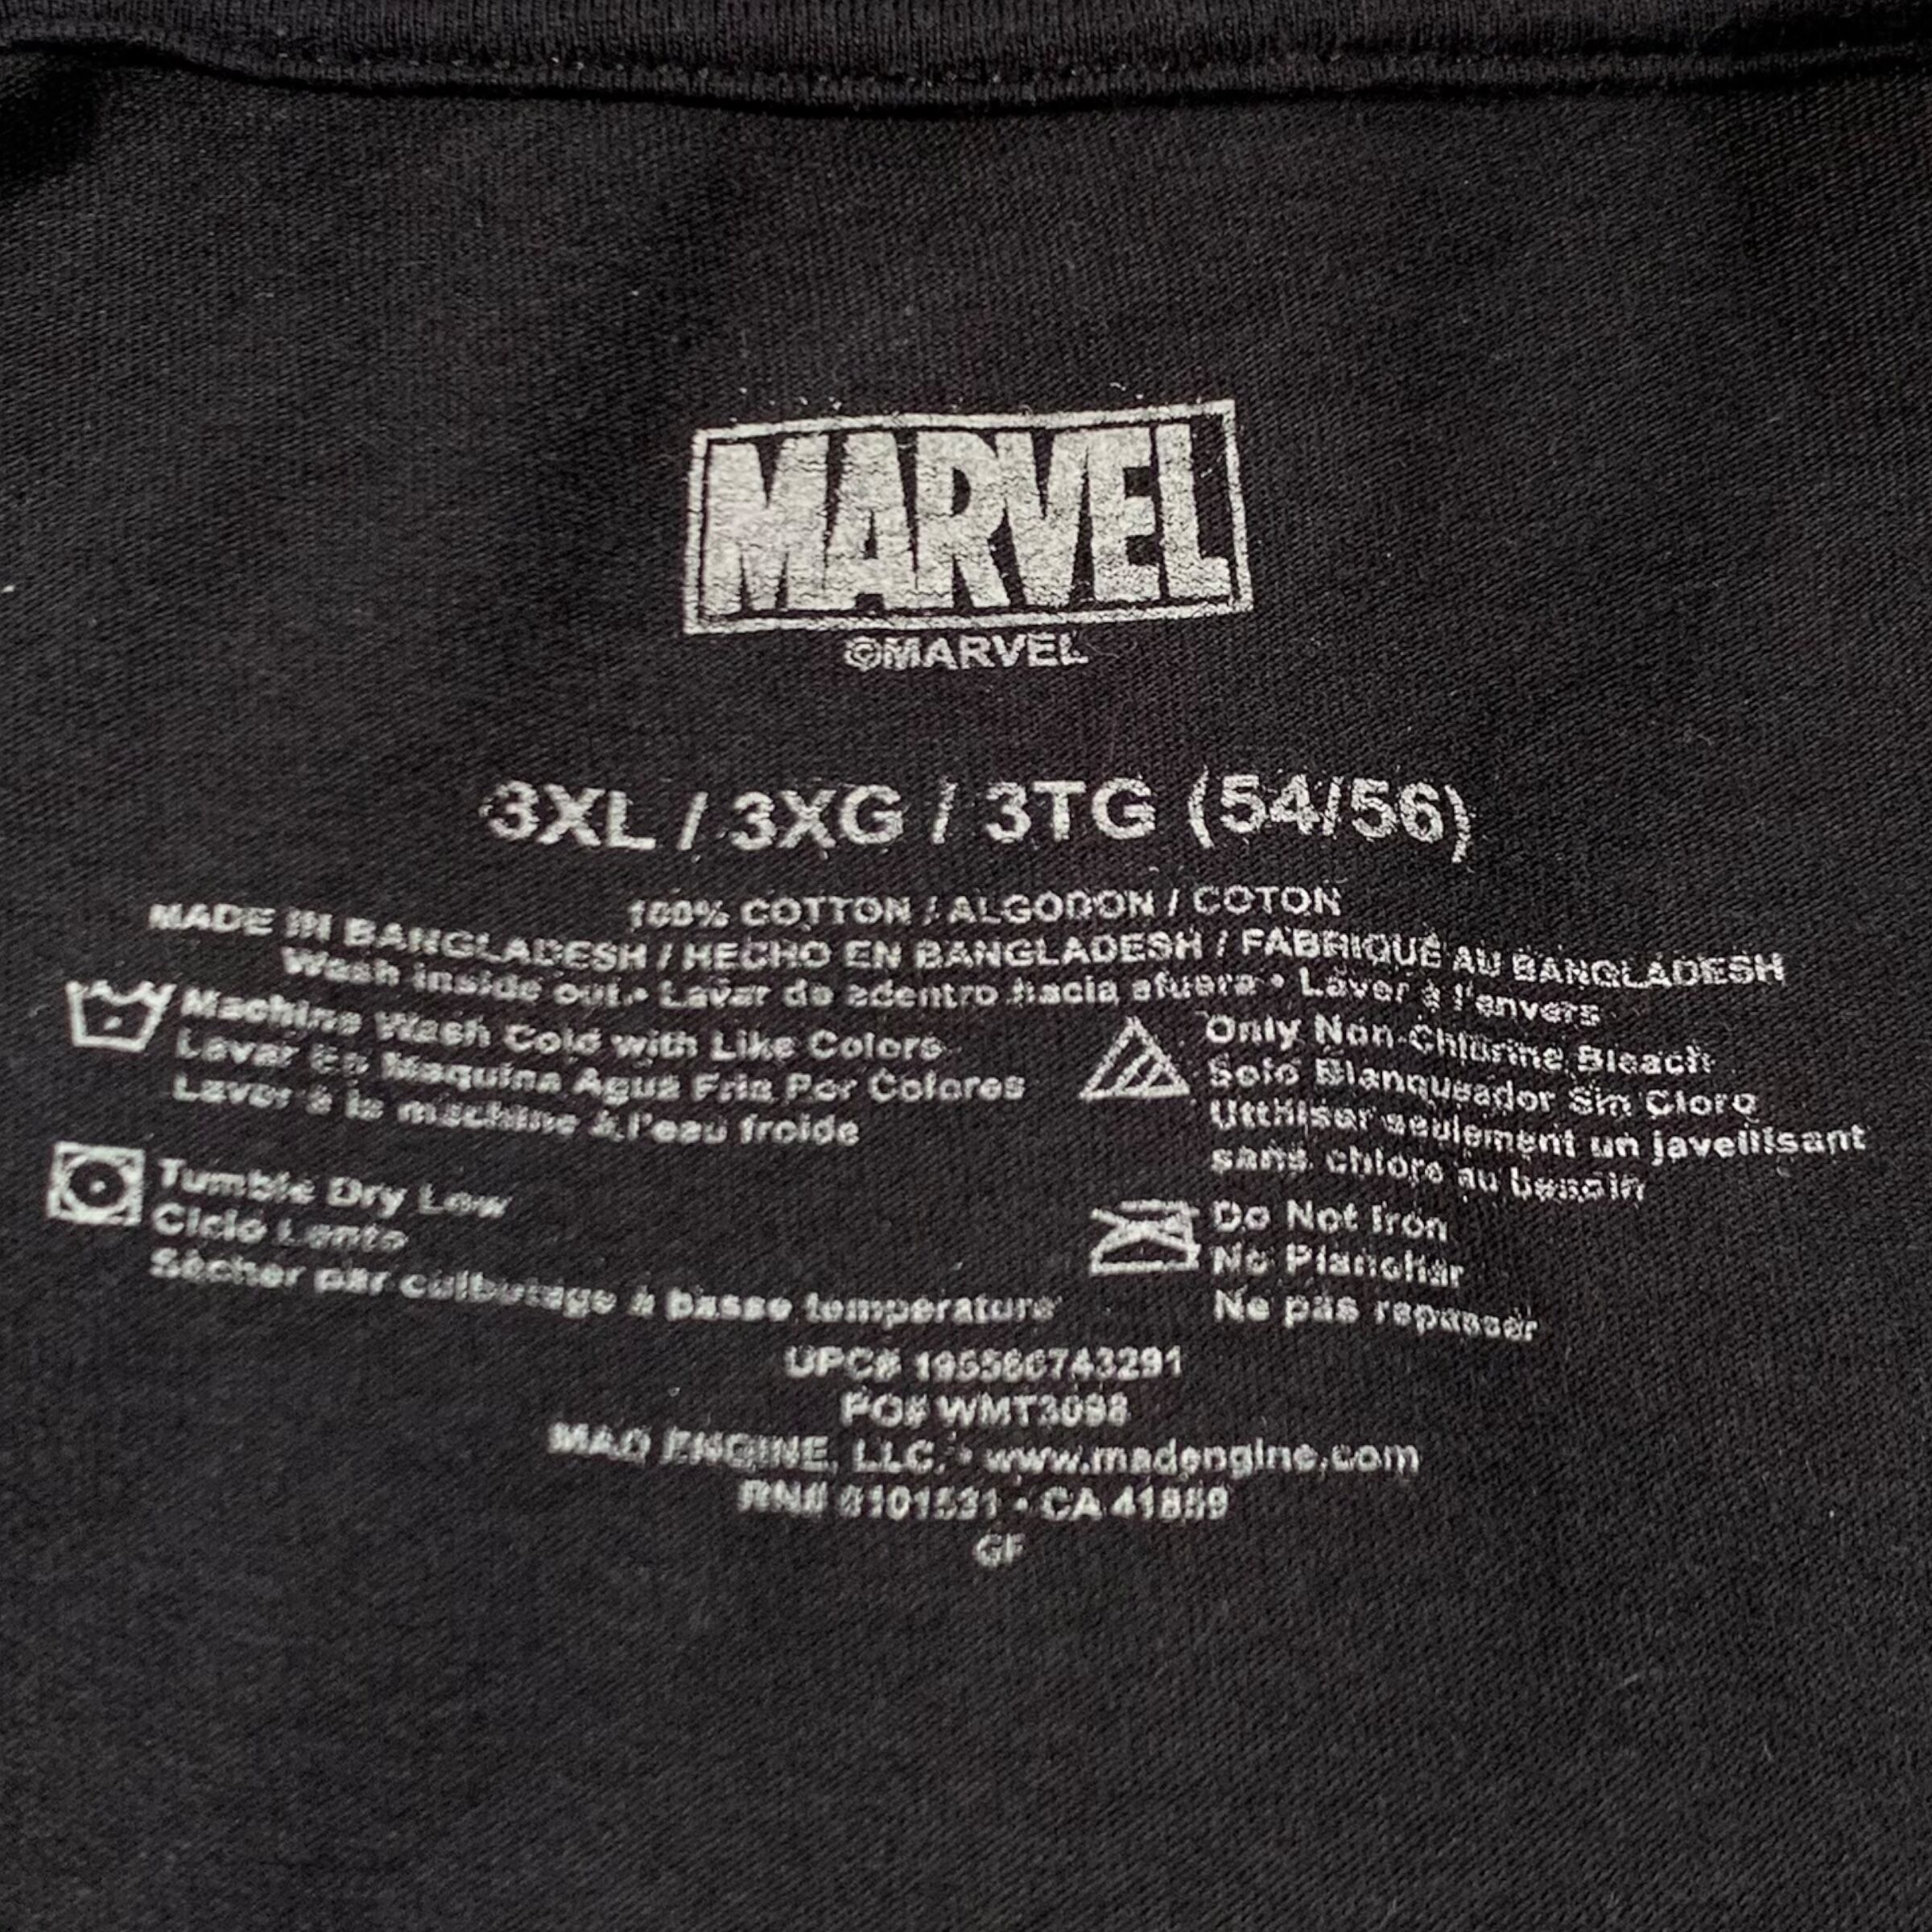 MARVEL
©MARVEL
3XL / 3XG / 3TG (54/56)
100% COTTON / ALGODON / COTON
MADE IN BANGLADESH / HECHO EN BANGLADESH / FABRIQUÉ AU BANGLADESH
Wash inside out • Lavar de adentro hacia afuera • Laver à l'envers
Machine Wash Cold with Like Colors
Lavar En Maquina Agua Fria Por Colores
Laver à la machine à l'eau froide
Only Non-Chlorine Bleach
Solo Blanqueador Sin Cloro
Utiliser seulement un javellisant
sans chlore au besoin
Tumble Dry Low
Ciclo Lento
Sécher par culbutage à basse température
Do Not Iron
No Planchar
Ne pas repasser
UPC# 195566743291
PO# WMT3098
MAD ENGINE, LLC. • www.madengine.com
RN# 0101531 • CA 41859
GF